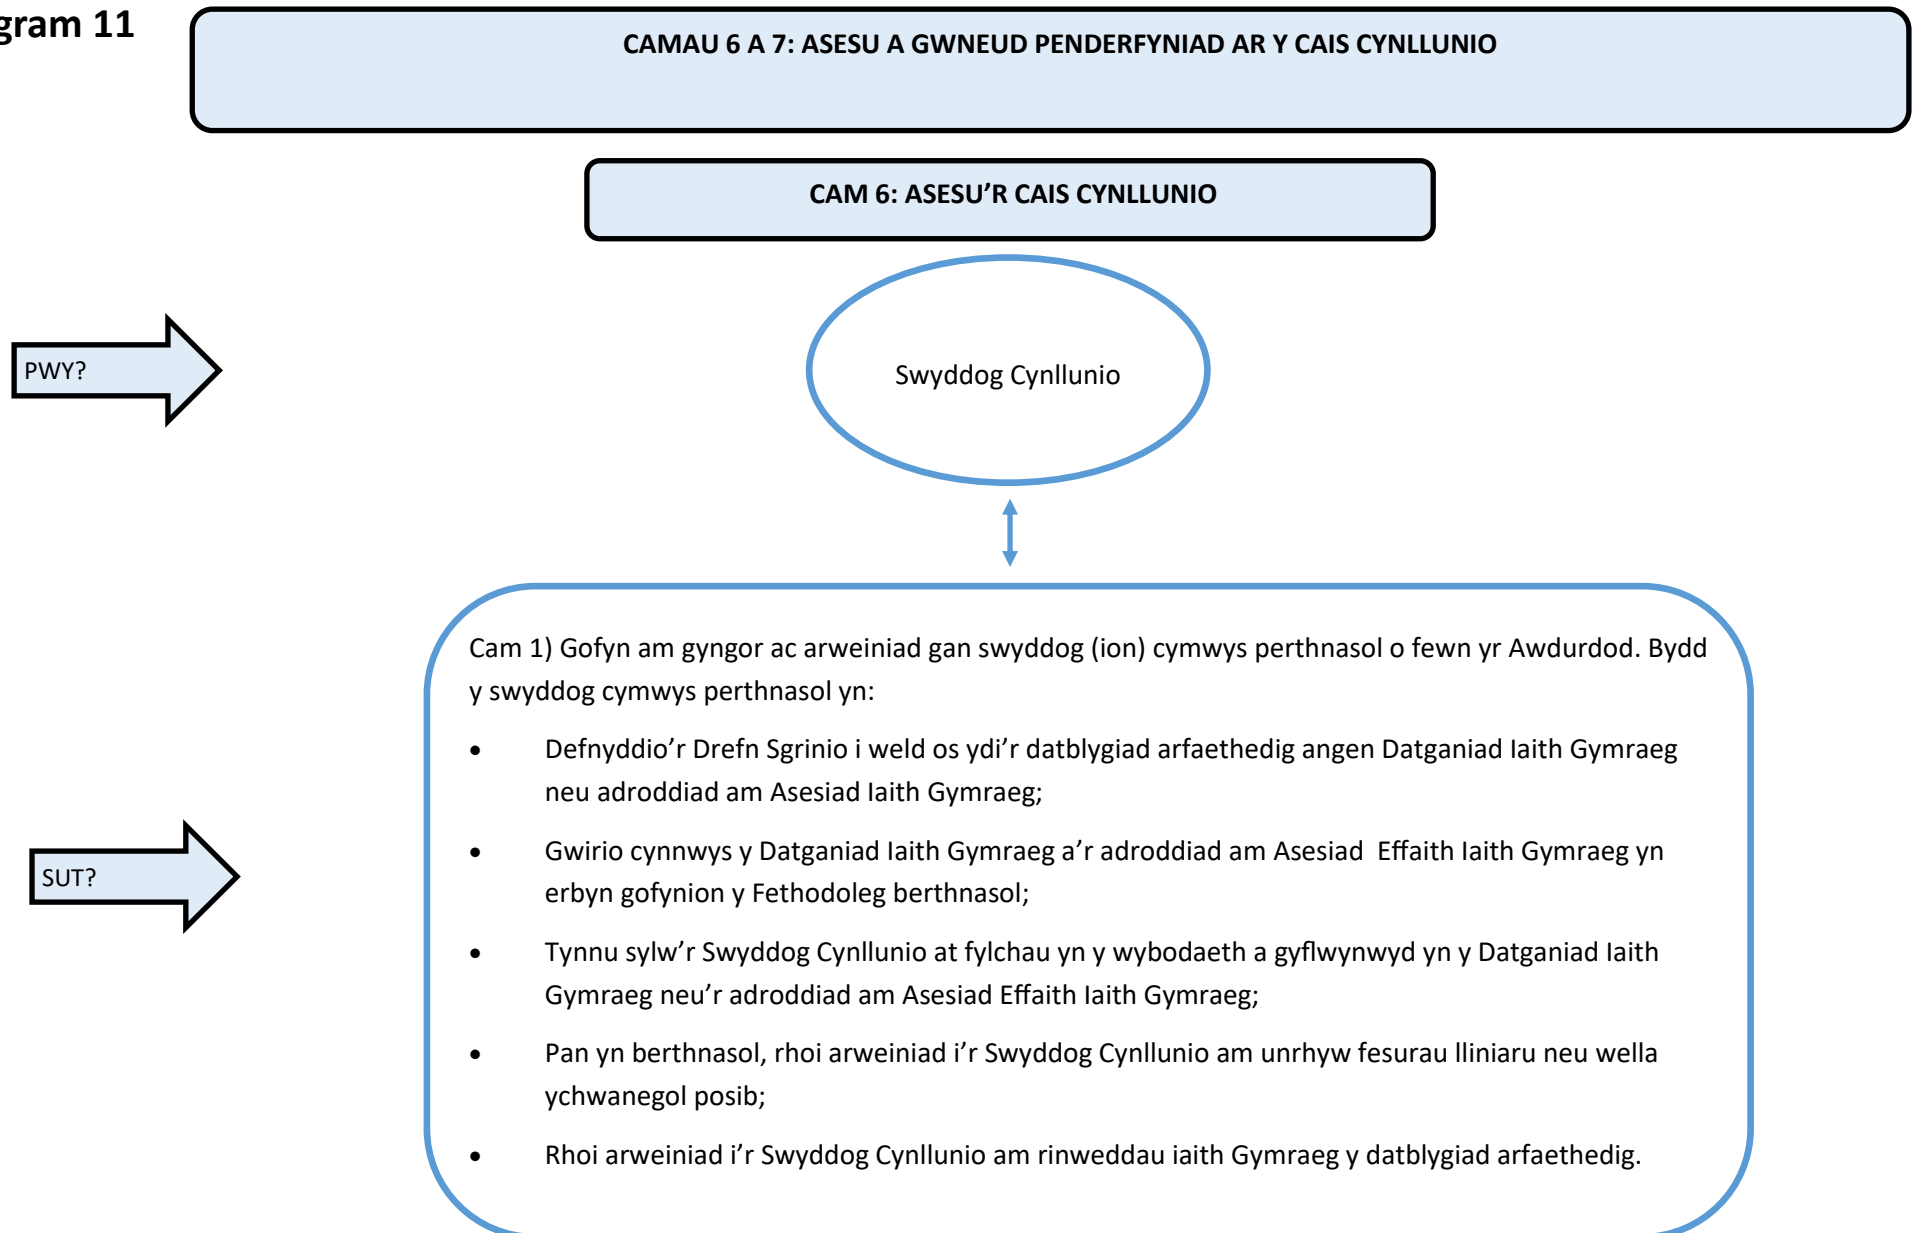 gram 11
CAMAU 6 A 7: ASESU A GWNEUD PENDERFYNIAD AR Y CAIS CYNLLUNIO
CAM 6: ASESU’R CAIS CYNLLUNIO
PWY?
Swyddog Cynllunio
SUT?
Cam 1) Gofyn am gyngor ac arweiniad gan swyddog (ion) cymwys perthnasol o fewn yr Awdurdod. Bydd
y swyddog cymwys perthnasol yn:
• Defnyddio’r Drefn Sgrinio i weld os ydi’r datblygiad arfaethedig angen Datganiad Iaith Gymraeg
neu adroddiad am Asesiad Iaith Gymraeg;
• Gwirio cynnwys y Datganiad Iaith Gymraeg a’r adroddiad am Asesiad Effaith Iaith Gymraeg yn
erbyn gofynion y Fethodoleg berthnasol;
• Tynnu sylw’r Swyddog Cynllunio at fylchau yn y wybodaeth a gyflwynwyd yn y Datganiad Iaith
Gymraeg neu’r adroddiad am Asesiad Effaith Iaith Gymraeg;
• Pan yn berthnasol, rhoi arweiniad i’r Swyddog Cynllunio am unrhyw fesurau lliniaru neu wella
ychwanegol posib;
• Rhoi arweiniad i’r Swyddog Cynllunio am rinweddau iaith Gymraeg y datblygiad arfaethedig.